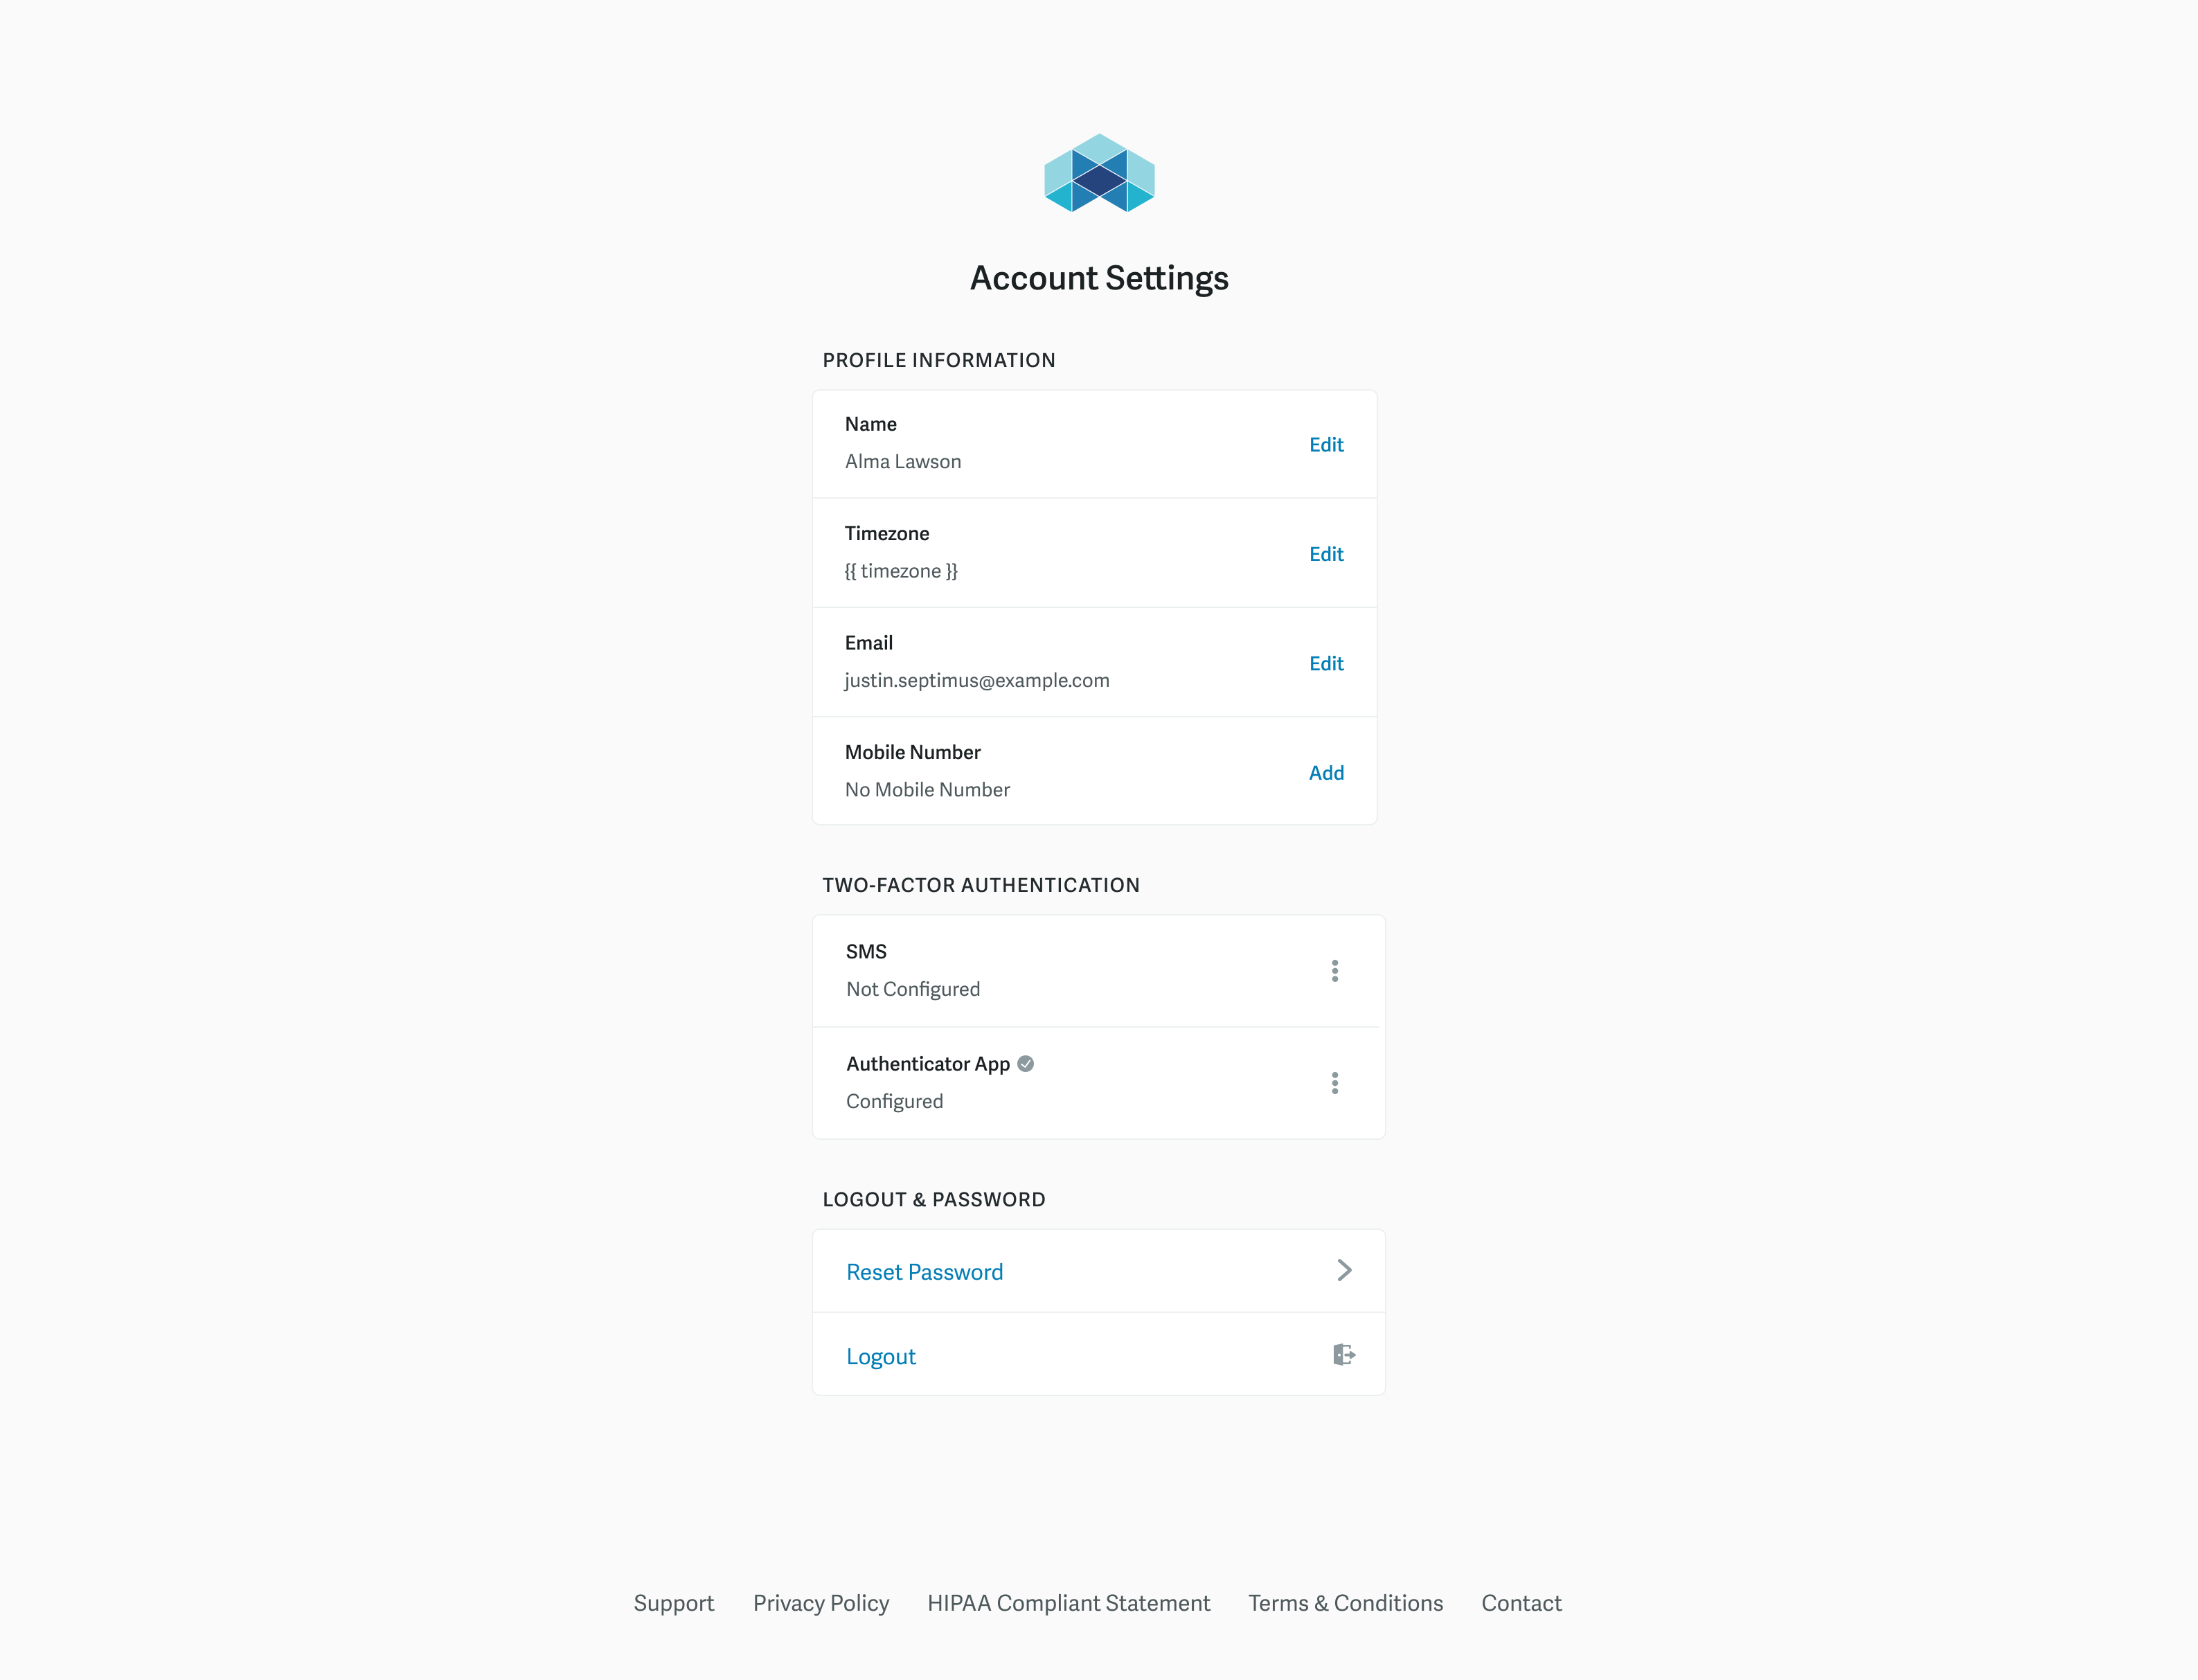 Account Settings
PROFILE INFORMATION
Name
Alma Lawson
Edit
Timezone
{{ timezone }}
Edit
Email
justin.septimus@example.com
Edit
Mobile Number
No Mobile Number
Add
TWO-FACTOR AUTHENTICATION
SMS
Not Configured
Authenticator App
Configured
LOGOUT & PASSWORD
Reset Password
Logout
Support Privacy Policy HIPAA Compliant Statement Terms & Conditions Contact